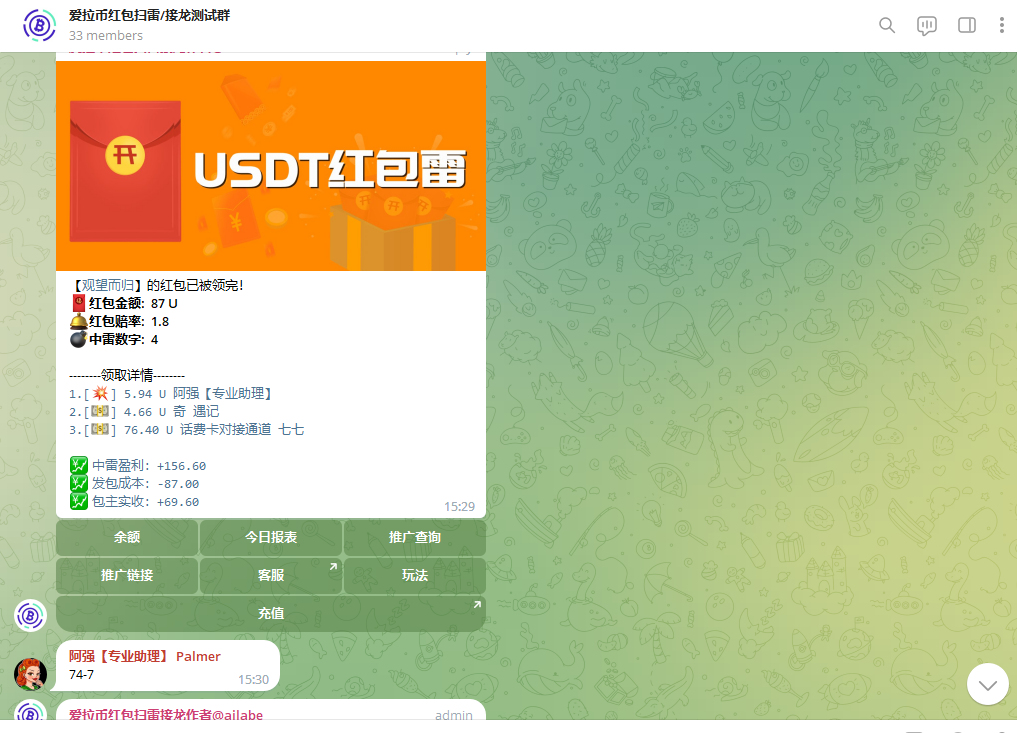 爱拉币红包扫雷/接龙测试群
33 members
USDT红包雷
【观望而归】的红包已被领完!
红包金额: 87 U
红包赔率: 1.8
中雷数字: 4
--------领取详情--------
1.[💥] 5.94 U 阿强【专业助理】
2.[💵] 4.66 U 奇 遇记
3.[💵] 76.40 U 话费卡对接通道 七七
中雷盈利: +156.60
发包成本: -87.00
包主实收: +69.60
15:29
余额 今日报表 推广查询
推广链接 客服 玩法
充值
阿强【专业助理】 Palmer
74-7
15:30
爱拉币红包扫雷接龙作者@ailabe admin